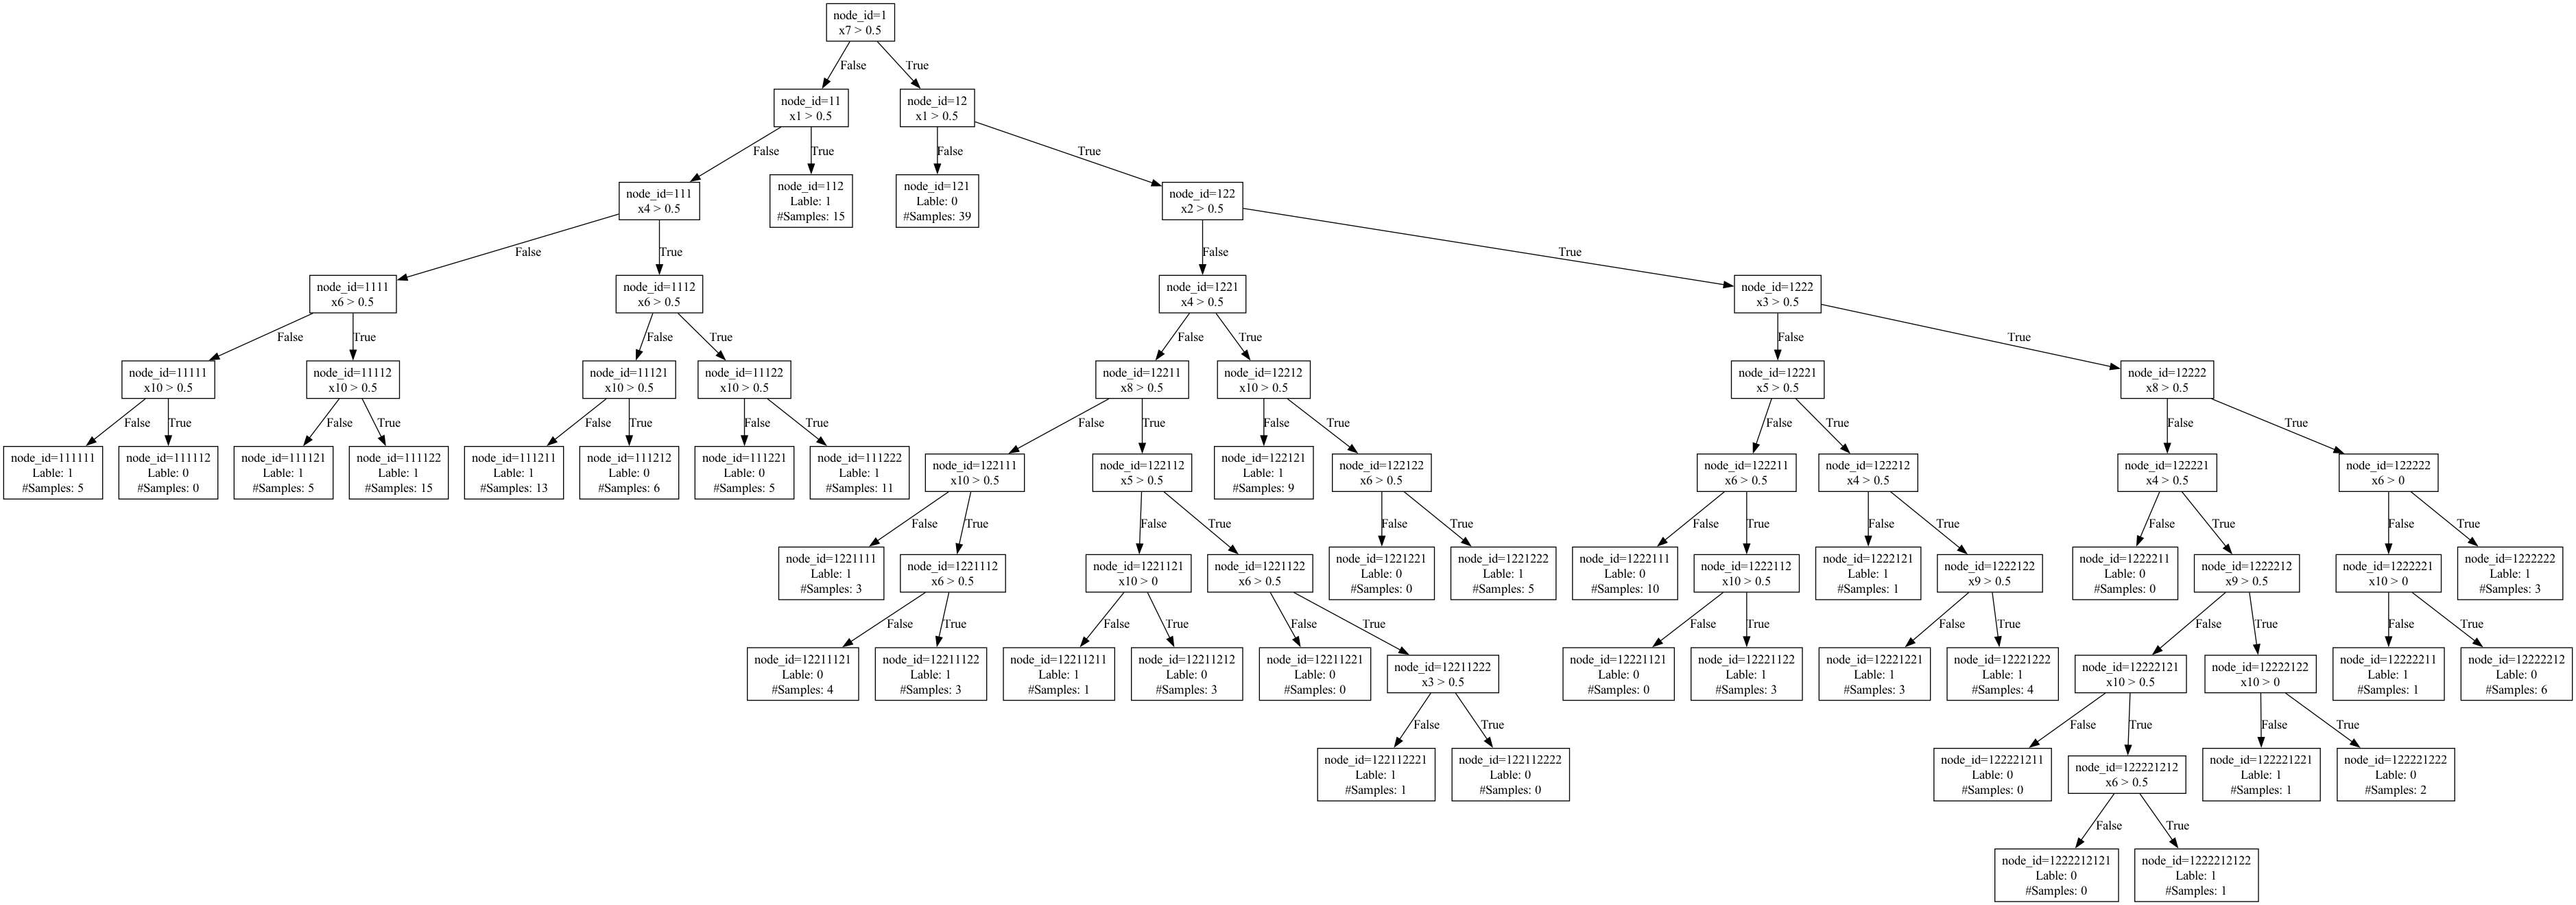 node_id=1
x7 > 0.5
False
True
node_id=11
x1 > 0.5
node_id=12
x1 > 0.5
False
True
False
True
node_id=111
x4 > 0.5
node_id=112
Lable: 1
#Samples: 15
node_id=121
Lable: 0
#Samples: 39
node_id=122
x2 > 0.5
False
True
False
True
node_id=1111
x6 > 0.5
node_id=1112
x6 > 0.5
node_id=1221
x4 > 0.5
node_id=1222
x3 > 0.5
False
True
False
True
False
True
False
True
node_id=11111
x10 > 0.5
node_id=11112
x10 > 0.5
node_id=11121
x10 > 0.5
node_id=11122
x10 > 0.5
node_id=12211
x8 > 0.5
node_id=12212
x10 > 0.5
node_id=12221
x5 > 0.5
node_id=12222
x8 > 0.5
False
True
False
True
False
True
False
True
False
True
False
True
False
True
False
True
node_id=111111
Lable: 1
#Samples: 5
node_id=111112
Lable: 0
#Samples: 0
node_id=111121
Lable: 1
#Samples: 5
node_id=111122
Lable: 1
#Samples: 15
node_id=111211
Lable: 1
#Samples: 13
node_id=111212
Lable: 0
#Samples: 6
node_id=111221
Lable: 0
#Samples: 5
node_id=111222
Lable: 1
#Samples: 11
node_id=122111
x10 > 0.5
node_id=122112
x5 > 0.5
node_id=122121
Lable: 1
#Samples: 9
node_id=122122
x6 > 0.5
node_id=122211
x6 > 0.5
node_id=122212
x4 > 0.5
node_id=122221
x4 > 0.5
node_id=122222
x6 > 0
False
True
False
True
False
True
False
True
False
True
False
True
False
True
node_id=1221111
Lable: 1
#Samples: 3
node_id=1221112
x6 > 0.5
node_id=1221121
x10 > 0
node_id=1221122
x6 > 0.5
node_id=1221221
Lable: 0
#Samples: 0
node_id=1221222
Lable: 1
#Samples: 5
node_id=1222111
Lable: 0
#Samples: 10
node_id=1222112
x10 > 0.5
node_id=1222121
Lable: 1
#Samples: 1
node_id=1222122
x9 > 0.5
node_id=1222211
Lable: 0
#Samples: 0
node_id=1222212
x9 > 0.5
node_id=1222221
x10 > 0
node_id=1222222
Lable: 1
#Samples: 3
False
True
False
True
False
True
False
True
False
True
False
True
False
True
node_id=12211121
Lable: 0
#Samples: 4
node_id=12211122
Lable: 1
#Samples: 3
node_id=12211211
Lable: 1
#Samples: 1
node_id=12211212
Lable: 0
#Samples: 3
node_id=12211221
Lable: 0
#Samples: 0
node_id=12211222
x3 > 0.5
node_id=12221121
Lable: 0
#Samples: 0
node_id=12221122
Lable: 1
#Samples: 3
node_id=12221221
Lable: 1
#Samples: 3
node_id=12221222
Lable: 1
#Samples: 4
node_id=12222121
x10 > 0.5
node_id=12222122
x10 > 0
node_id=12222211
Lable: 1
#Samples: 1
node_id=12222212
Lable: 0
#Samples: 6
False
True
False
True
False
True
node_id=122112221
Lable: 1
#Samples: 1
node_id=122112222
Lable: 0
#Samples: 0
node_id=122221211
Lable: 0
#Samples: 0
node_id=122221212
x6 > 0.5
node_id=122221221
Lable: 1
#Samples: 1
node_id=122221222
Lable: 0
#Samples: 2
False
True
node_id=1222212121
Lable: 0
#Samples: 0
node_id=1222212122
Lable: 1
#Samples: 1